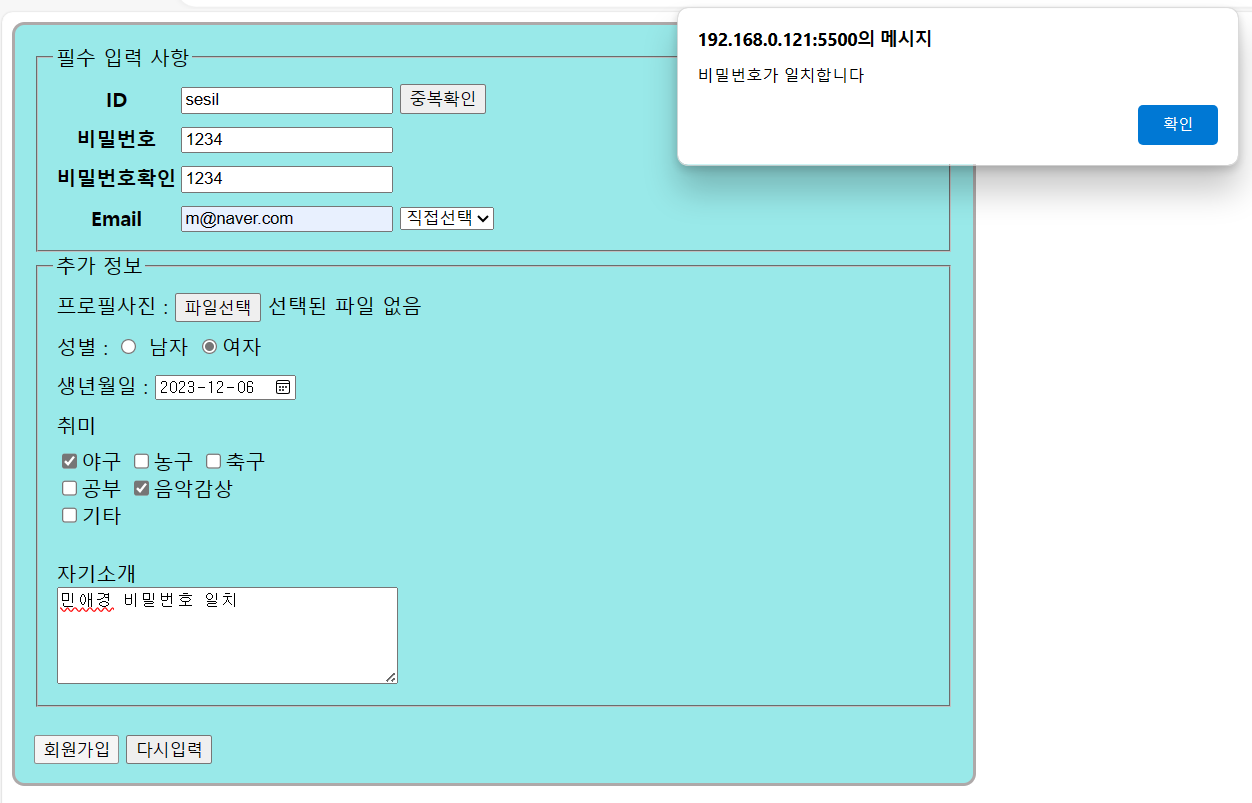 192.168.0.121:5500의 메시지
비밀번호가 일치합니다
확인
필수 입력 사항
ID sesil 중복확인
비밀번호 1234
비밀번호확인 1234
Email m@naver.com 직접선택
추가 정보
프로필사진 : 파일선택 선택된 파일 없음
성별 : 남자 여자
생년월일 : 2023-12-06
취미
야구 농구 축구
공부 음악감상
기타
자기소개
민애경 비밀번호 일치
회원가입 다시입력